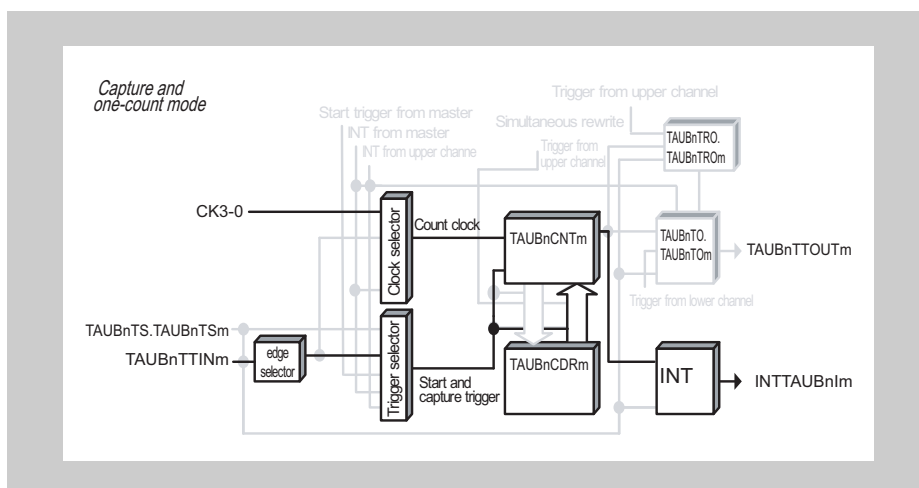 Capture and
one-count mode
Trigger from upper channel
Start trigger from master
Simultaneous rewrite
INT from master
Trigger from
upper channel
INT from upper channe
TAUBnTRO.
TAUBnTROm
CK3-0
Clock selector
Count clock
TAUBnCNTm
TAUBnTO.
TAUBnTOm
TAUBnTTOUTm
Trigger from lower channel
TAUBnTS.TAUBnTSm
TAUBnTTINm
edge
selector
Trigger selector
Start and
capture trigger
TAUBnCDRm
INT
INTTAUBnIm